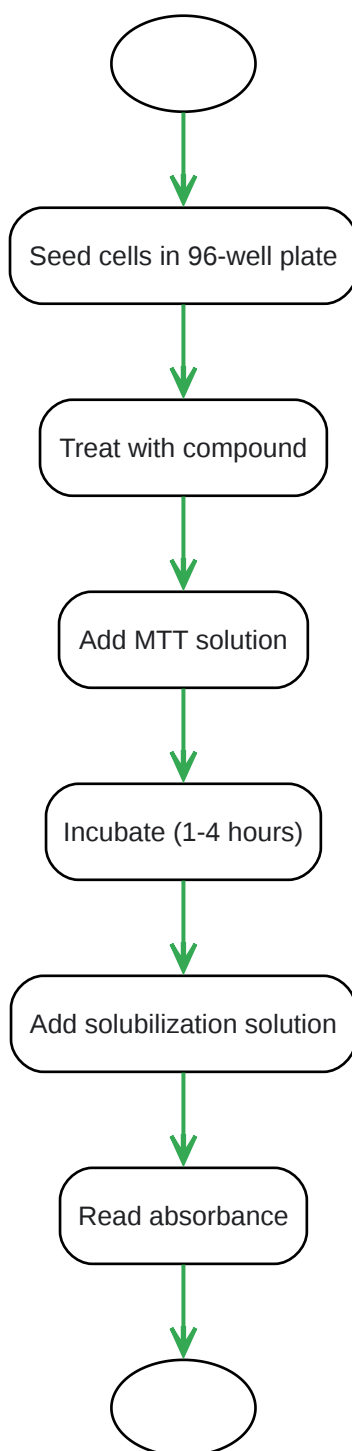 Seed cells in 96-well plate
Treat with compound
Add MTT solution
Incubate (1-4 hours)
Add solubilization solution
Read absorbance